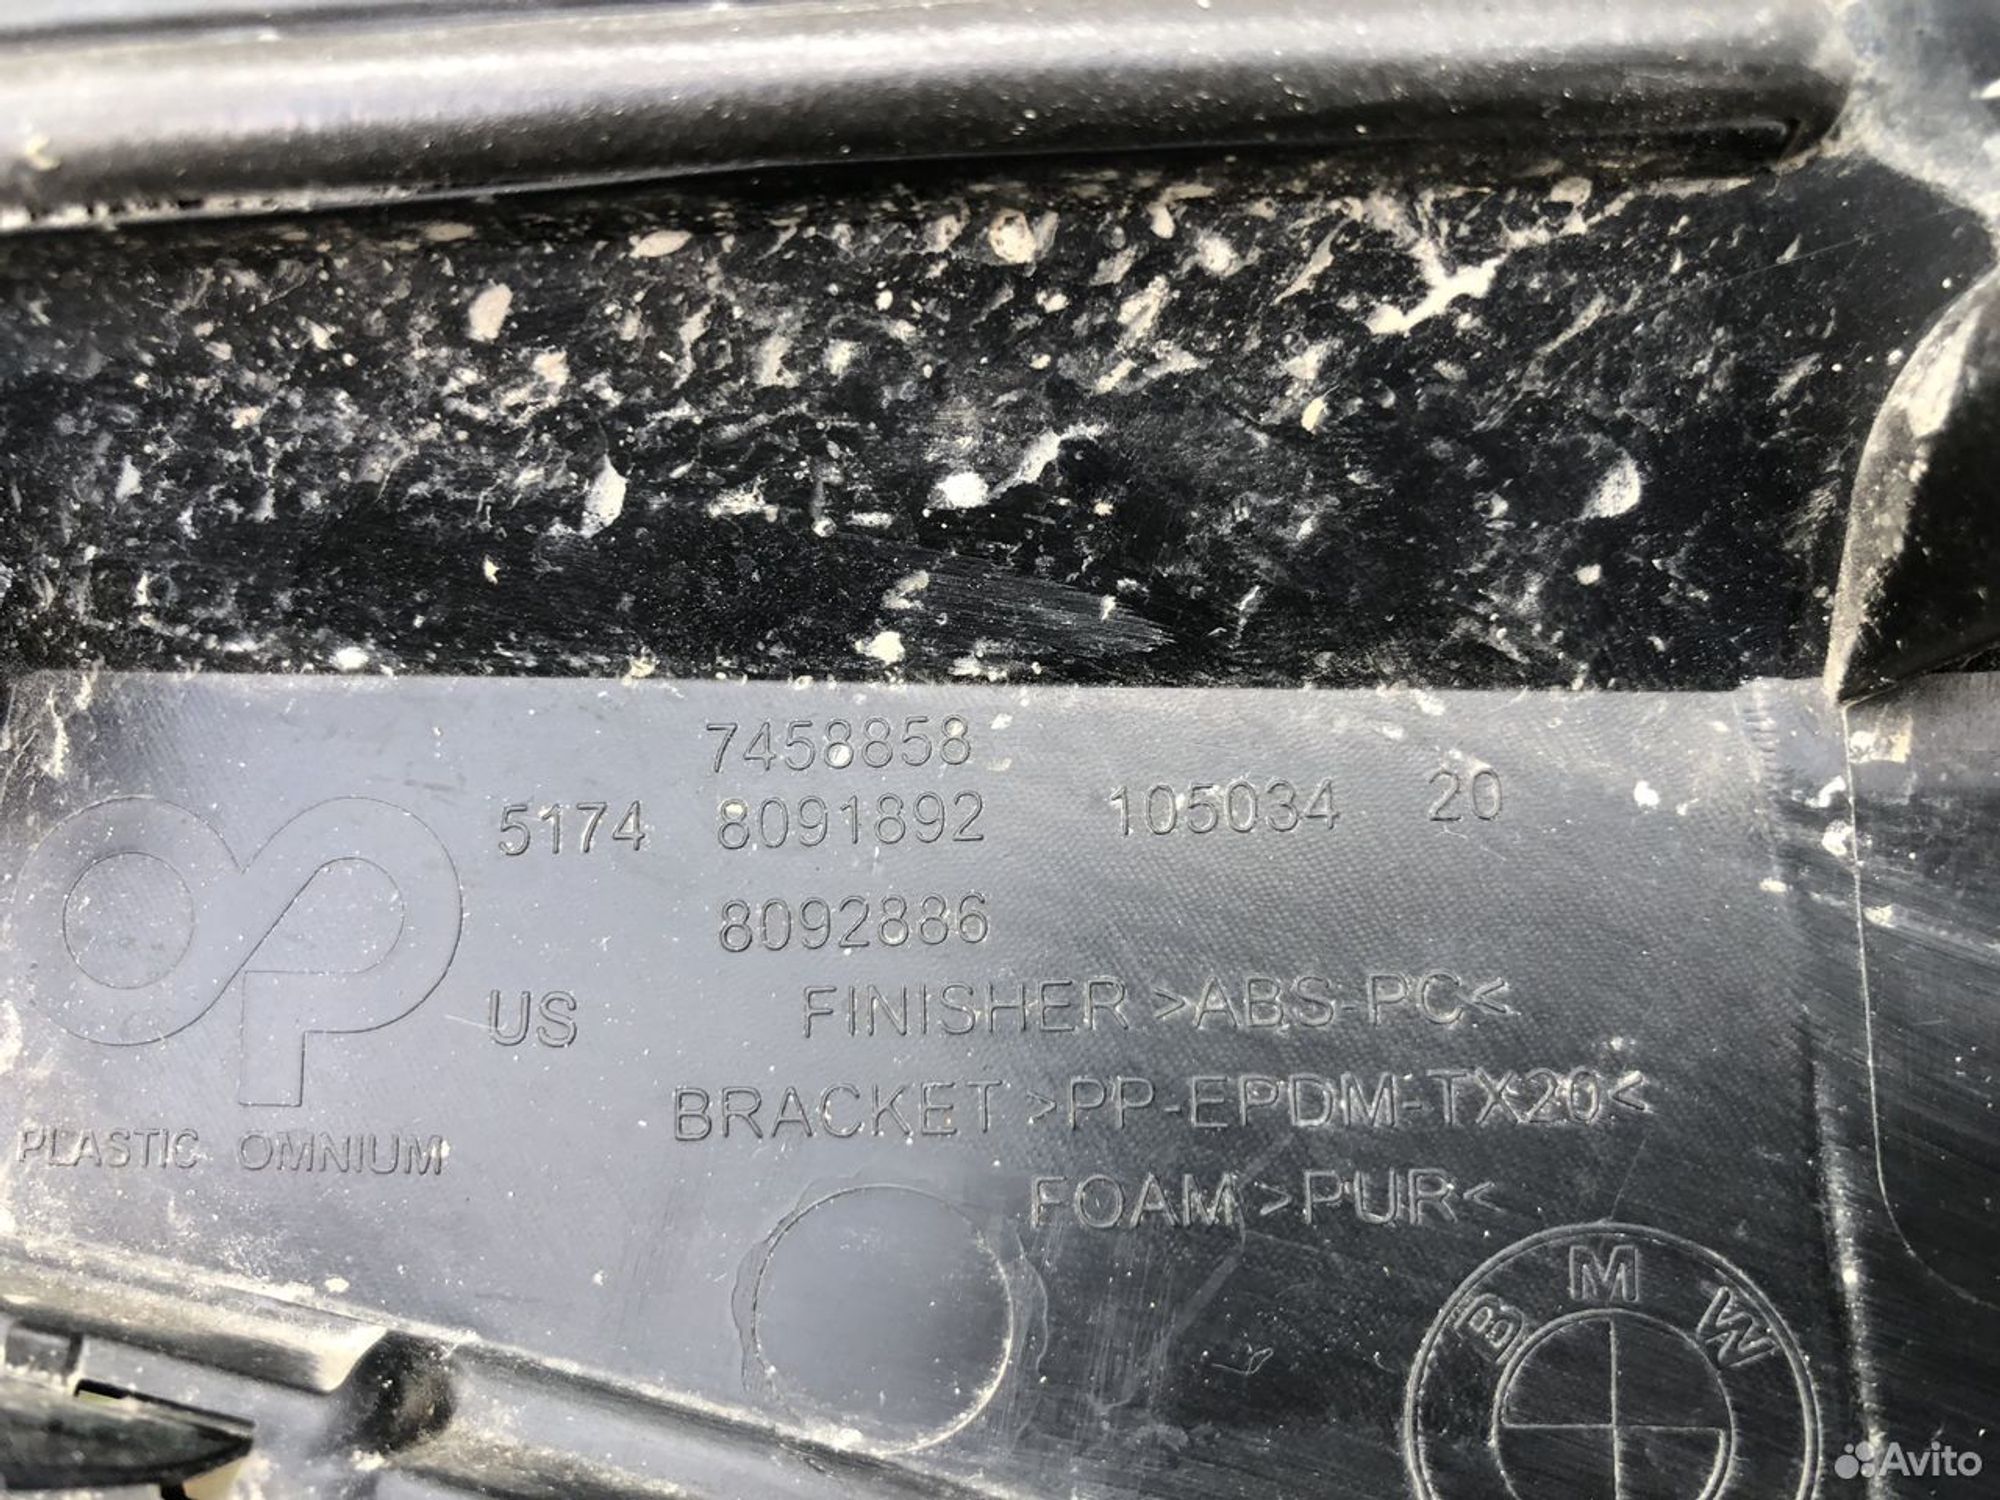 7458858
5174 8091892 105034 20
8092886
US FINISHER >ABS-PC<
BRACKET >PP-EPDM-TX20<
PLASTIC OMNIUM
FOAM >PUR<
BMW
Avito